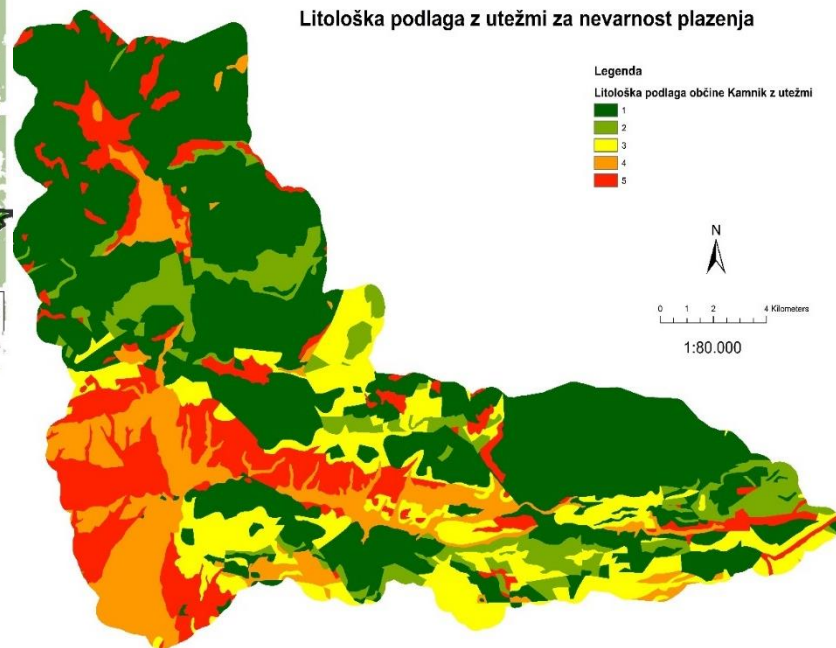 Litološka podlaga z utežmi za nevarnost plazenja
Legenda
Litološka podlaga občine Kamnik z utežmi
1
2
3
4
5
N
0 1 2 4 Kilometers
1:80.000